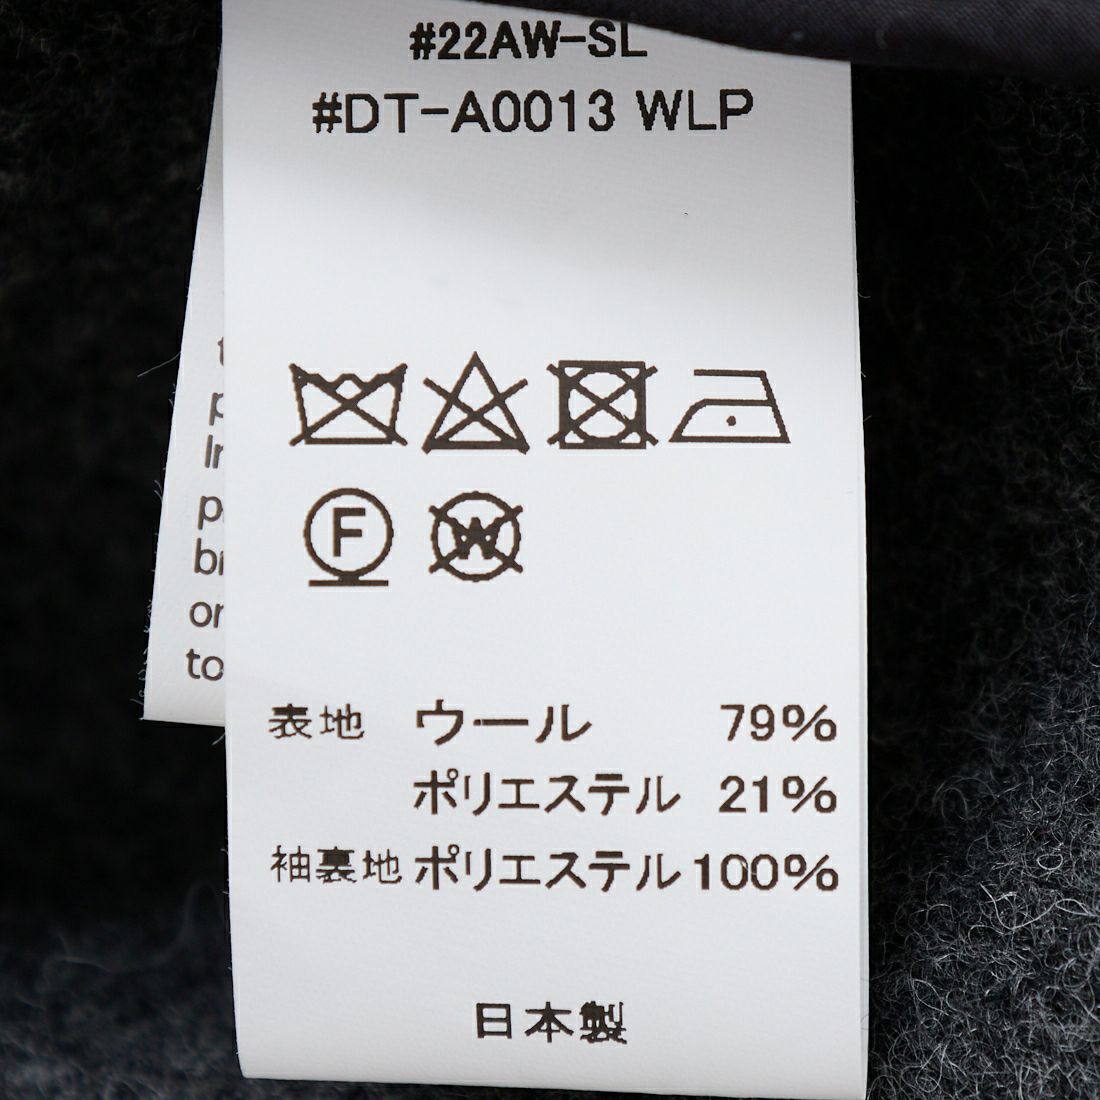 #22AW-SL
#DT-A0013 WLP
F W
表地 ウール 79%
ポリエステル 21%
袖裏地 ポリエステル 100%
日本製